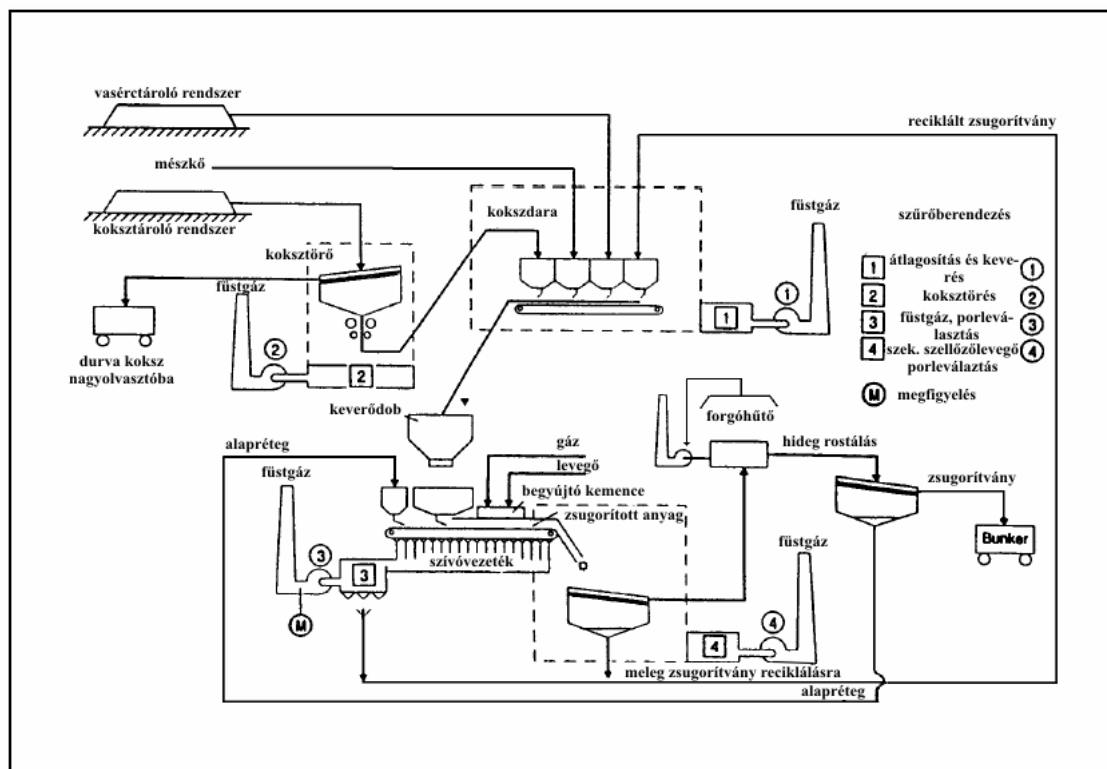 vasérctároló rendszer
reciklált zsugorítvány
mészkő
kokszdara
füstgáz
szűrőberendezés
koksztároló rendszer
koksztörő
füstgáz
1 átlagosítás és keve- 1
rés
2 koksztörés 2
3 füstgáz, porlevá- 3
lasztás
4 szek. szellőzőlevegő 4
porleválaztás
M megfigyelés
1
1
2
2
durva koksz
nagyolvasztóba
keverődob
forgóhűtő
hideg rostálás
alapréteg
gáz
levegő
füstgáz
begyújtó kemence
zsugorított anyag
zsugorítvány
Bunker
füstgáz
3
3
szívóvezeték
M
4
4
meleg zsugorítvány reciklálásra
alapréteg